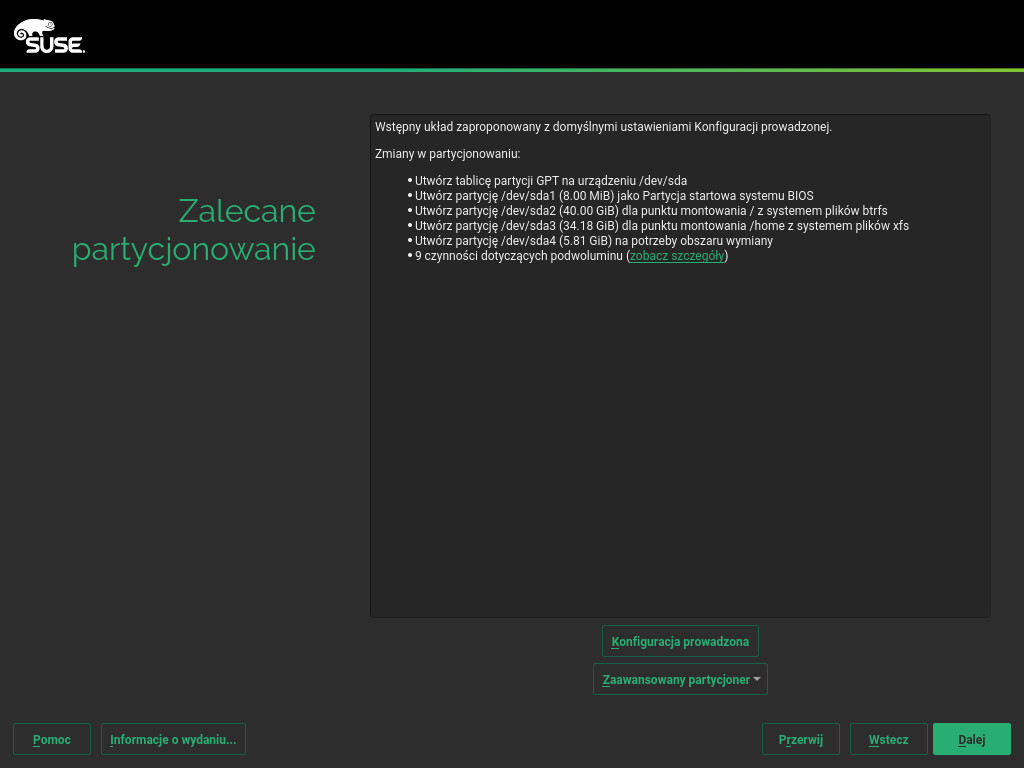 SUSE.
Zalecane
partycjonowanie
Wstępny układ zaproponowany z domyślnymi ustawieniami Konfiguracji prowadzonej.
Zmiany w partycjonowaniu:
• Utwórz tablicę partycji GPT na urządzeniu /dev/sda
• Utwórz partycję /dev/sda1 (8.00 MiB) jako Partycja startowa systemu BIOS
• Utwórz partycję /dev/sda2 (40.00 GiB) dla punktu montowania / z systemem plików btrfs
• Utwórz partycję /dev/sda3 (34.18 GiB) dla punktu montowania /home z systemem plików xfs
• Utwórz partycję /dev/sda4 (5.81 GiB) na potrzeby obszaru wymiany
• 9 czynności dotyczących podwoluminu (zobacz szczegóły)
Konfiguracja prowadzona
Zaawansowany partycjoner
Pomoc
Informacje o wydaniu...
Przerwij
Wstecz
Dalej